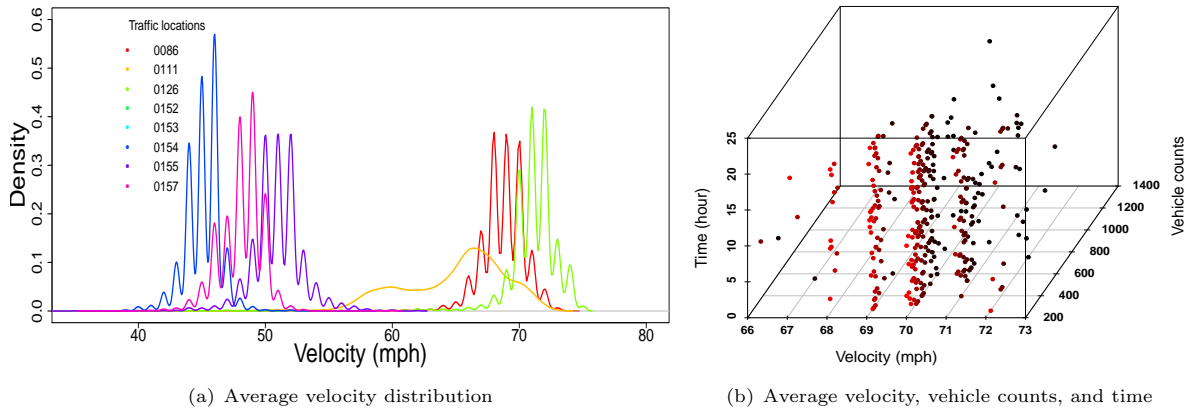 Traffic locations
0086
0111
0126
0152
0153
0154
0155
0157
Density
0.0 0.1 0.2 0.3 0.4 0.5 0.6
40 50 60 70 80
Velocity (mph)
(a) Average velocity distribution
Time (hour)
0 5 10 15 20 25
66 67 68 69 70 71 72 73
Velocity (mph)
200 400 600 800 1000 1200 1400
Vehicle counts
(b) Average velocity, vehicle counts, and time